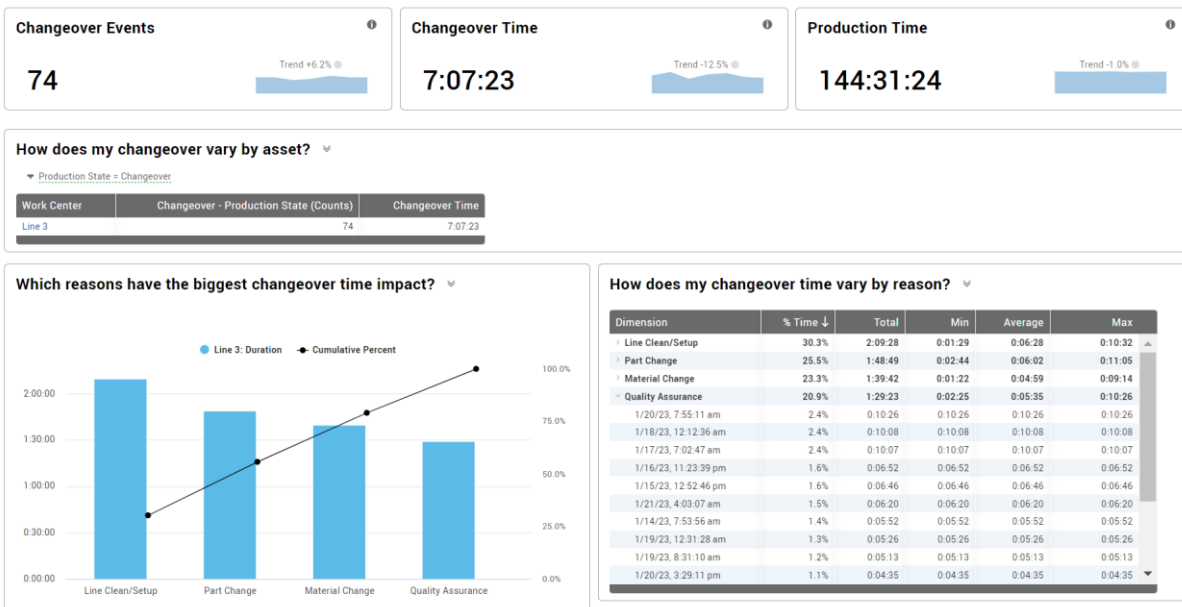 Changeover Events
74
Trend +6.2%
Changeover Time
7:07:23
Trend -12.5%
Production Time
144:31:24
Trend -1.0%
How does my changeover vary by asset?
Production State = Changeover
Work Center Changeover - Production State (Counts) Changeover Time
Line 3 74 7:07:23
Which reasons have the biggest changeover time impact?
Line 3: Duration Cumulative Percent
2:00:00
1:30:00
1:00:00
0:30:00
0:00:00
100.0%
75.0%
50.0%
25.0%
0.0%
Line Clean/Setup Part Change Material Change Quality Assurance
How does my changeover time vary by reason?
Dimension % Time ↓ Total Min Average Max
Line Clean/Setup 30.3% 2:09:28 0:01:29 0:06:28 0:10:32
Part Change 25.5% 1:48:49 0:02:44 0:06:02 0:11:05
Material Change 23.3% 1:39:42 0:01:22 0:04:59 0:09:14
Quality Assurance 20.9% 1:29:23 0:02:25 0:05:35 0:10:26
1/20/23, 7:55:11 am 2.4% 0:10:26 0:10:26 0:10:26 0:10:26
1/18/23, 12:12:36 am 2.4% 0:10:08 0:10:08 0:10:08 0:10:08
1/17/23, 7:02:47 am 2.4% 0:10:07 0:10:07 0:10:07 0:10:07
1/16/23, 11:23:39 pm 1.6% 0:06:52 0:06:52 0:06:52 0:06:52
1/15/23, 12:52:46 pm 1.6% 0:06:46 0:06:46 0:06:46 0:06:46
1/21/23, 4:03:07 am 1.5% 0:06:20 0:06:20 0:06:20 0:06:20
1/14/23, 7:53:56 am 1.4% 0:05:52 0:05:52 0:05:52 0:05:52
1/19/23, 12:31:28 am 1.3% 0:05:26 0:05:26 0:05:26 0:05:26
1/19/23, 8:31:10 am 1.2% 0:05:13 0:05:13 0:05:13 0:05:13
1/20/23, 3:29:11 pm 1.1% 0:04:35 0:04:35 0:04:35 0:04:35